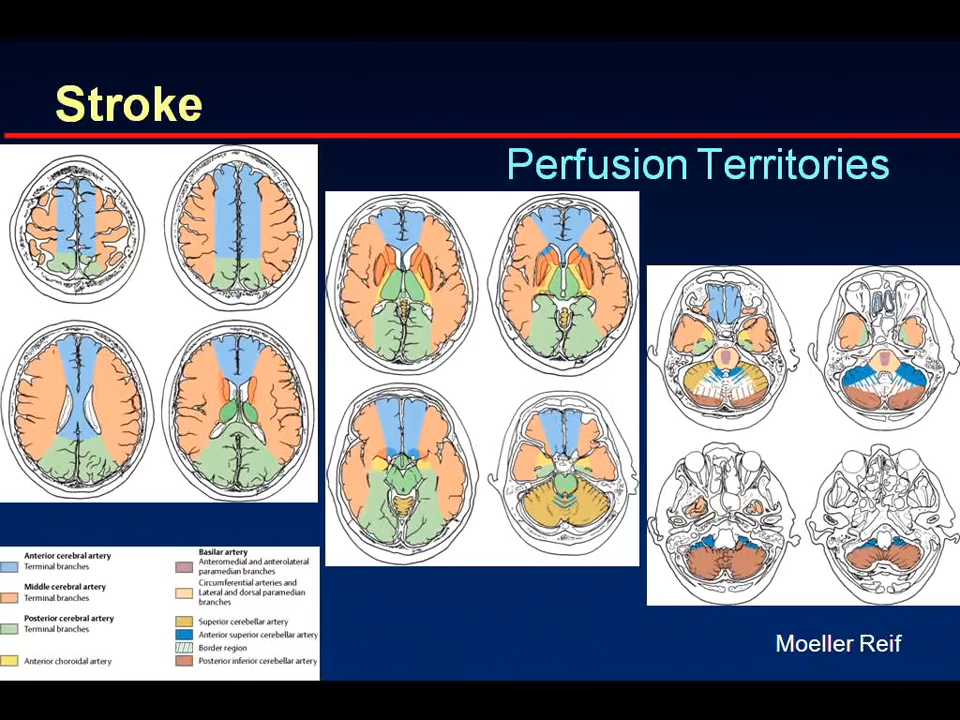 Stroke
Perfusion Territories
Anterior cerebral artery
Terminal branches
Middle cerebral artery
Terminal branches
Posterior cerebral artery
Terminal branches
Anterior choroidal artery
Basilar artery
Anteromedial and anterolateral
paramedian branches
Circumferential arteries and
Lateral and dorsal paramedian
branches
Superior cerebellar artery
Anterior superior cerebellar artery
Border region
Posterior inferior cerebellar artery
Moeller Reif